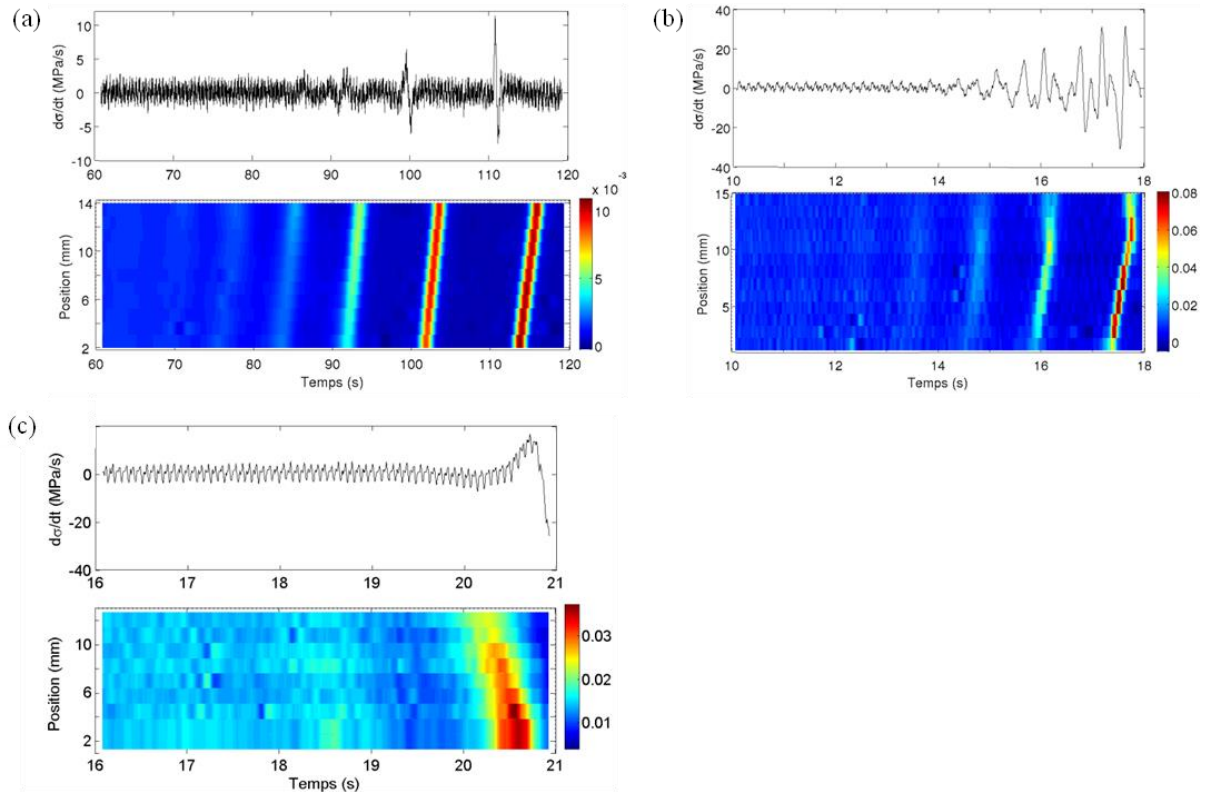 (a)
dσ/dt (MPa/s)
10
5
0
-5
-10
60 70 80 90 100 110 120
x 10 -3
Position (mm)
14
10
6
2
10
5
0
60 70 80 90 100 110 120
Temps (s)
(b)
dσ/dt (MPa/s)
40
20
0
-20
-40
10 12 14 16 18
Position (mm)
15
10
5
0.08
0.06
0.04
0.02
0
10 12 14 16 18
Temps (s)
(c)
dσ/dt (MPa/s)
0
-20
-40
16 17 18 19 20 21
Position (mm)
10
6
2
0.03
0.02
0.01
16 17 18 19 20 21
Temps (s)